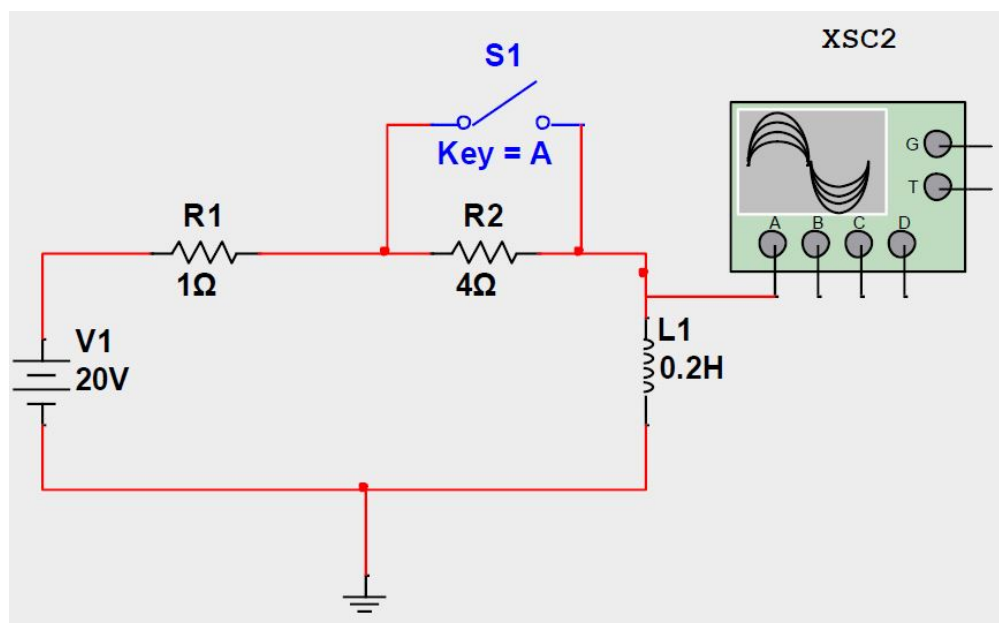 XSC2
S1
Key = A
G
T
A B C D
R1
1Ω
R2
4Ω
V1
20V
L1
0.2H